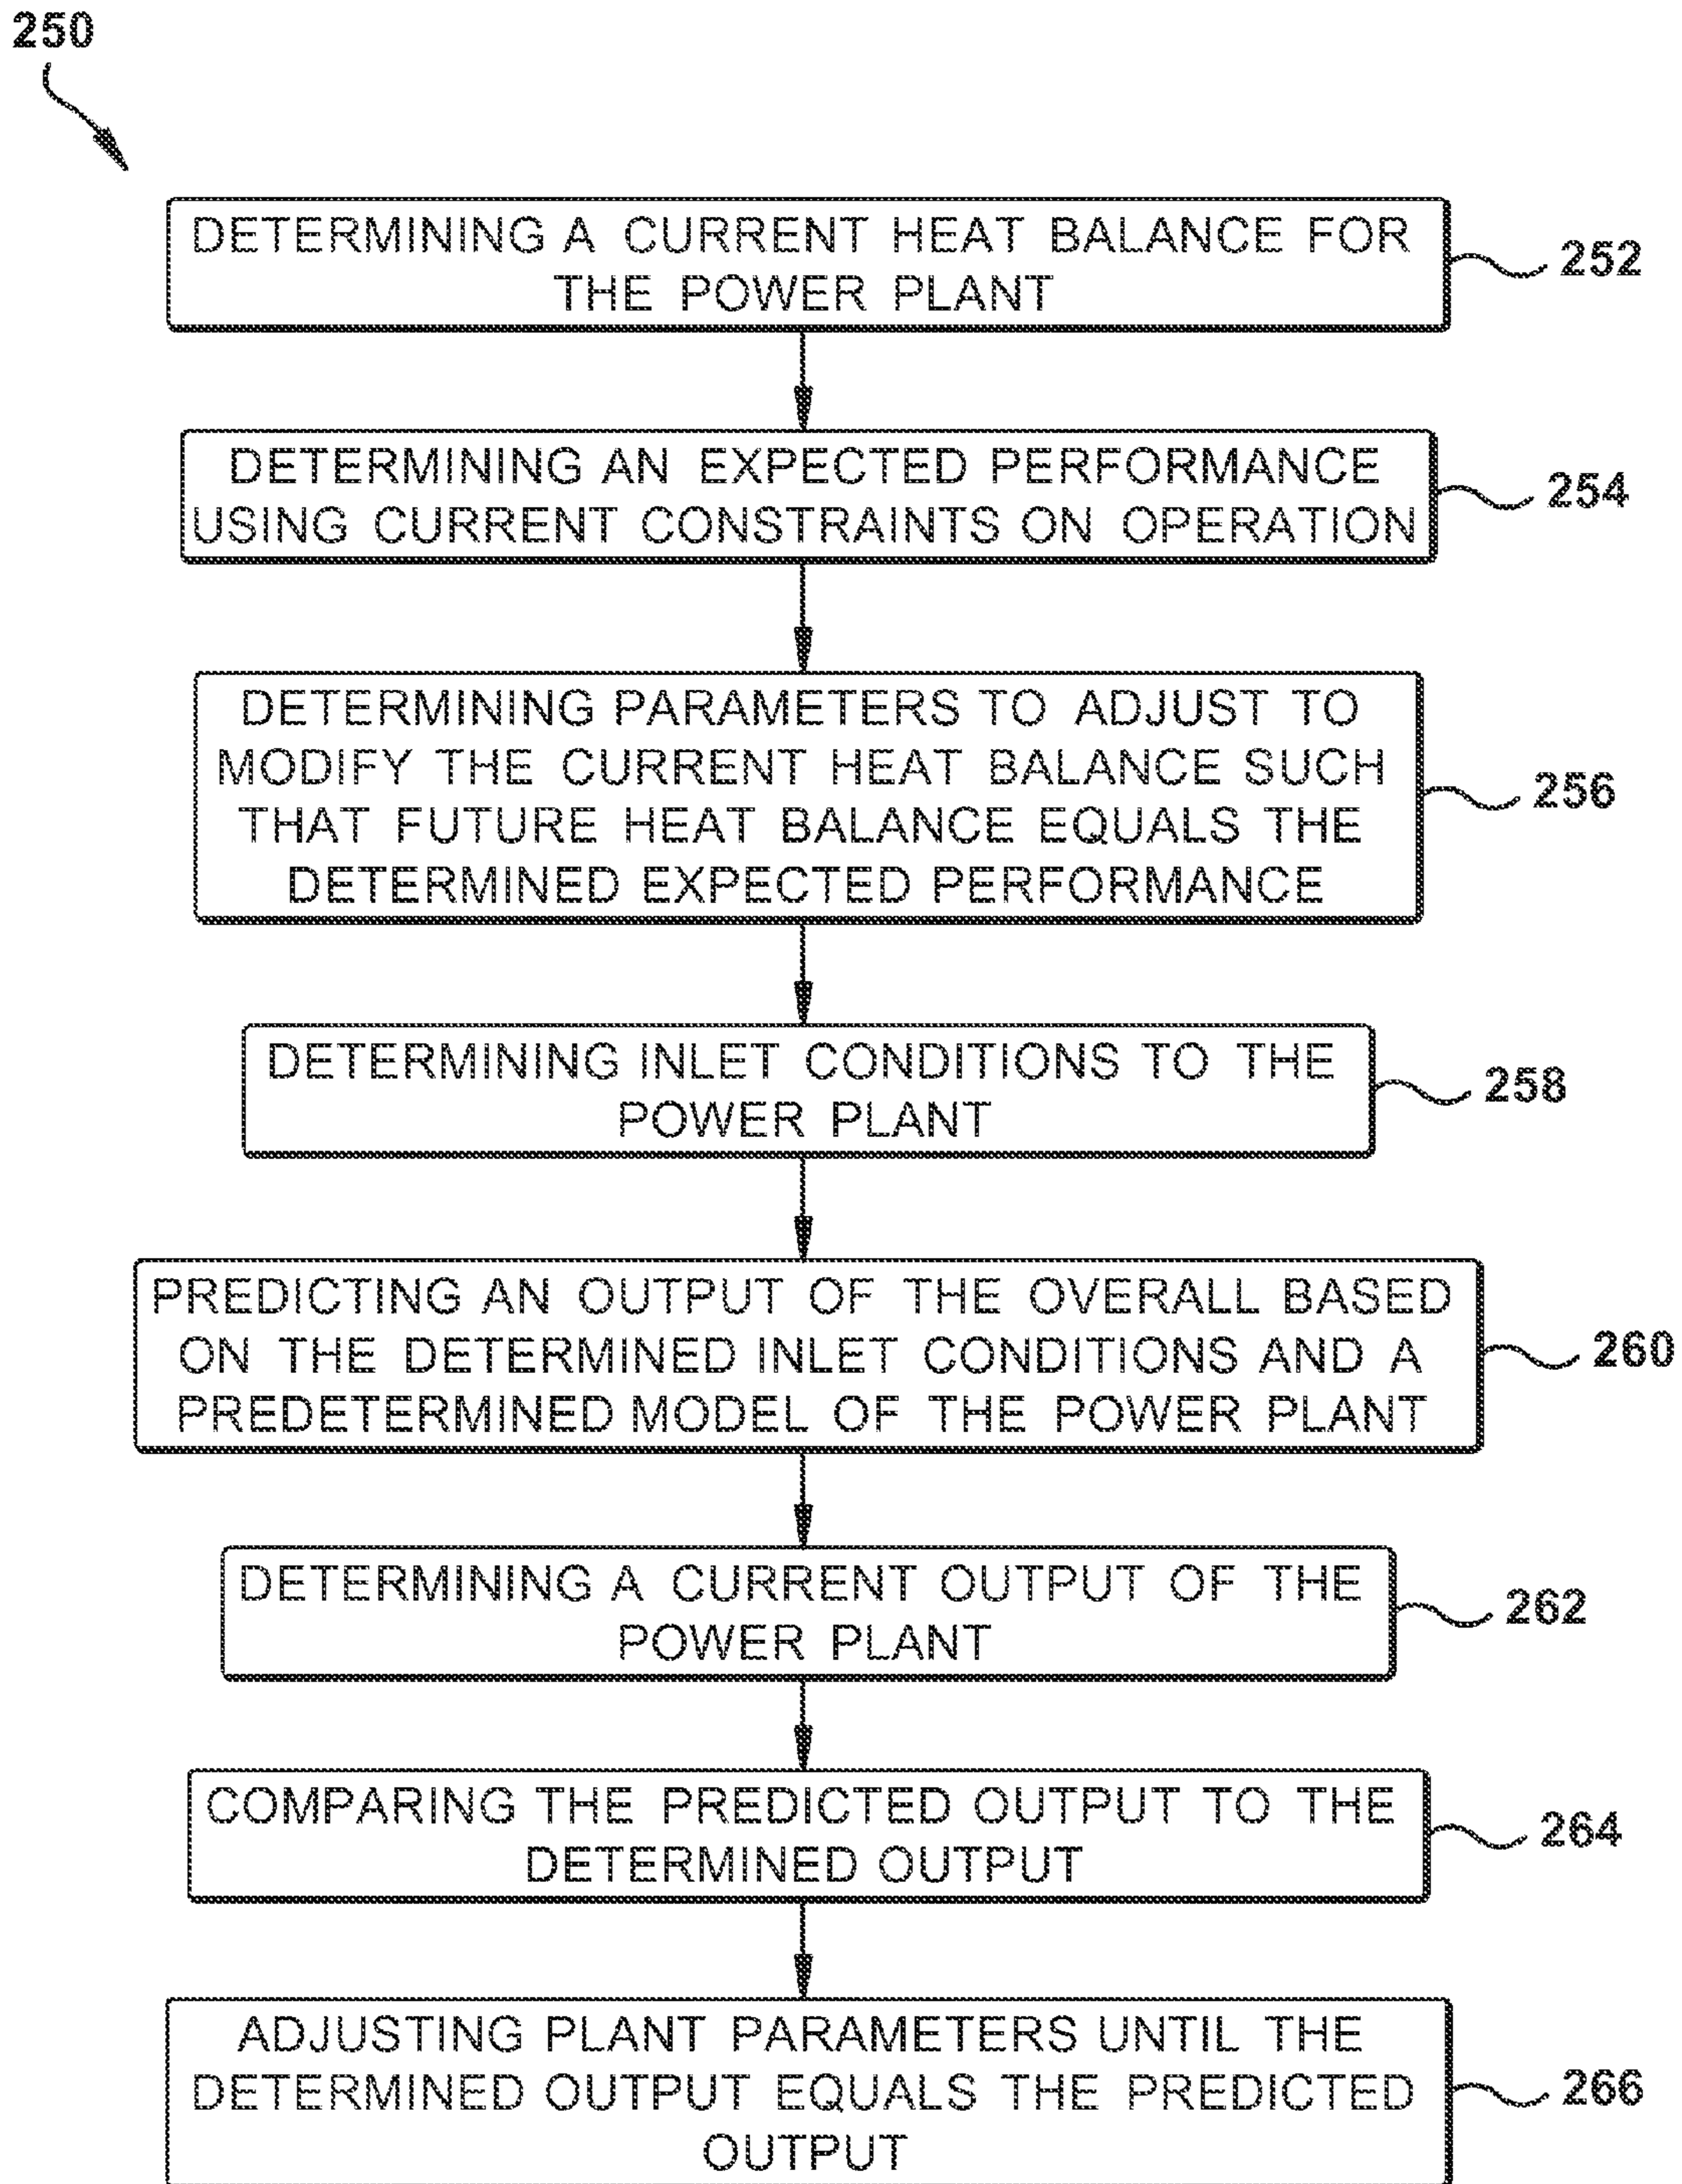 250
DETERMINING A CURRENT HEAT BALANCE FOR
THE POWER PLANT
252
DETERMINING AN EXPECTED PERFORMANCE
USING CURRENT CONSTRAINTS ON OPERATION
254
DETERMINING PARAMETERS TO ADJUST TO
MODIFY THE CURRENT HEAT BALANCE SUCH
THAT FUTURE HEAT BALANCE EQUALS THE
DETERMINED EXPECTED PERFORMANCE
256
DETERMINING INLET CONDITIONS TO THE
POWER PLANT
258
PREDICTING AN OUTPUT OF THE OVERALL BASED
ON THE DETERMINED INLET CONDITIONS AND A
PREDETERMINED MODEL OF THE POWER PLANT
260
DETERMINING A CURRENT OUTPUT OF THE
POWER PLANT
262
COMPARING THE PREDICTED OUTPUT TO THE
DETERMINED OUTPUT
264
ADJUSTING PLANT PARAMETERS UNTIL THE
DETERMINED OUTPUT EQUALS THE PREDICTED
OUTPUT
266